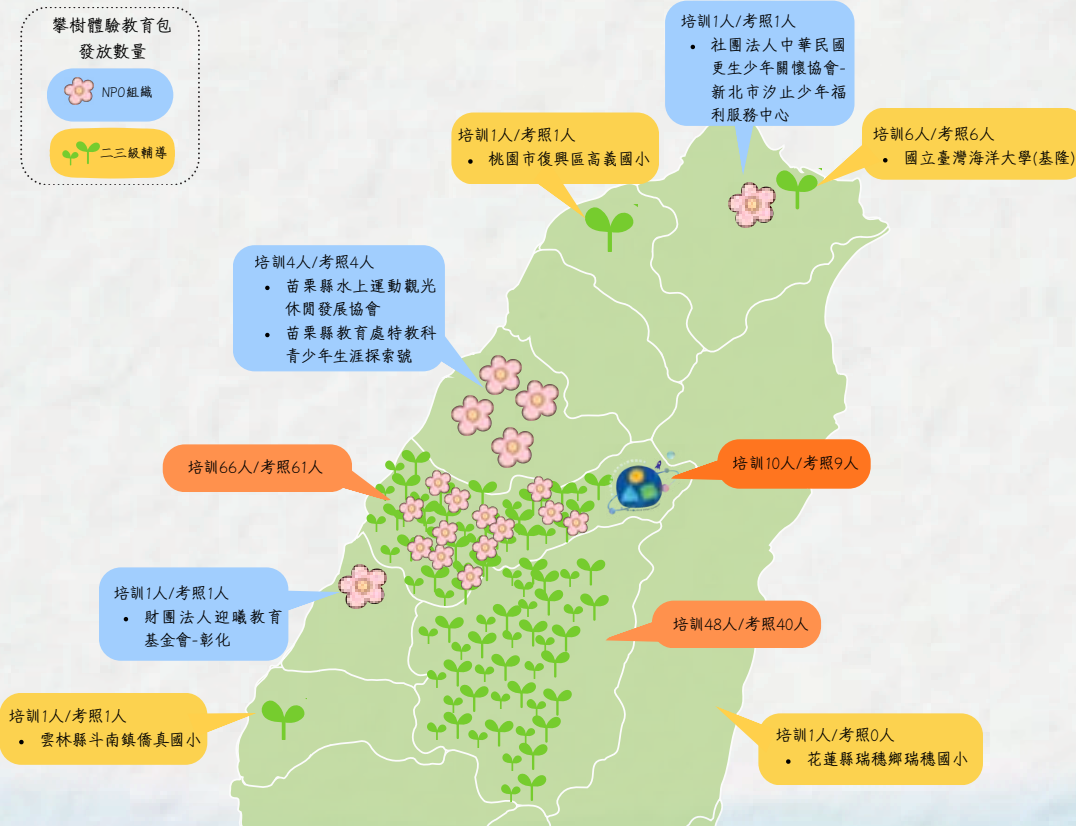 攀樹體驗教育包
發放數量
NPO組織
二三級輔導
培訓1人/考照1人
• 社團法人中華民國
更生少年關懷協會-
新北市汐止少年福
利服務中心
培訓1人/考照1人
• 桃園市復興區高義國小
培訓6人/考照6人
• 國立臺灣海洋大學(基隆)
培訓4人/考照4人
• 苗栗縣水上運動觀光
休閒發展協會
• 苗栗縣教育處特教科
青少年生涯探索號
培訓66人/考照61人
培訓10人/考照9人
培訓1人/考照1人
• 財團法人迎曦教育
基金會-彰化
培訓48人/考照40人
培訓1人/考照1人
• 雲林縣斗南鎮僑真國小
培訓1人/考照0人
• 花蓮縣瑞穗鄉瑞穗國小